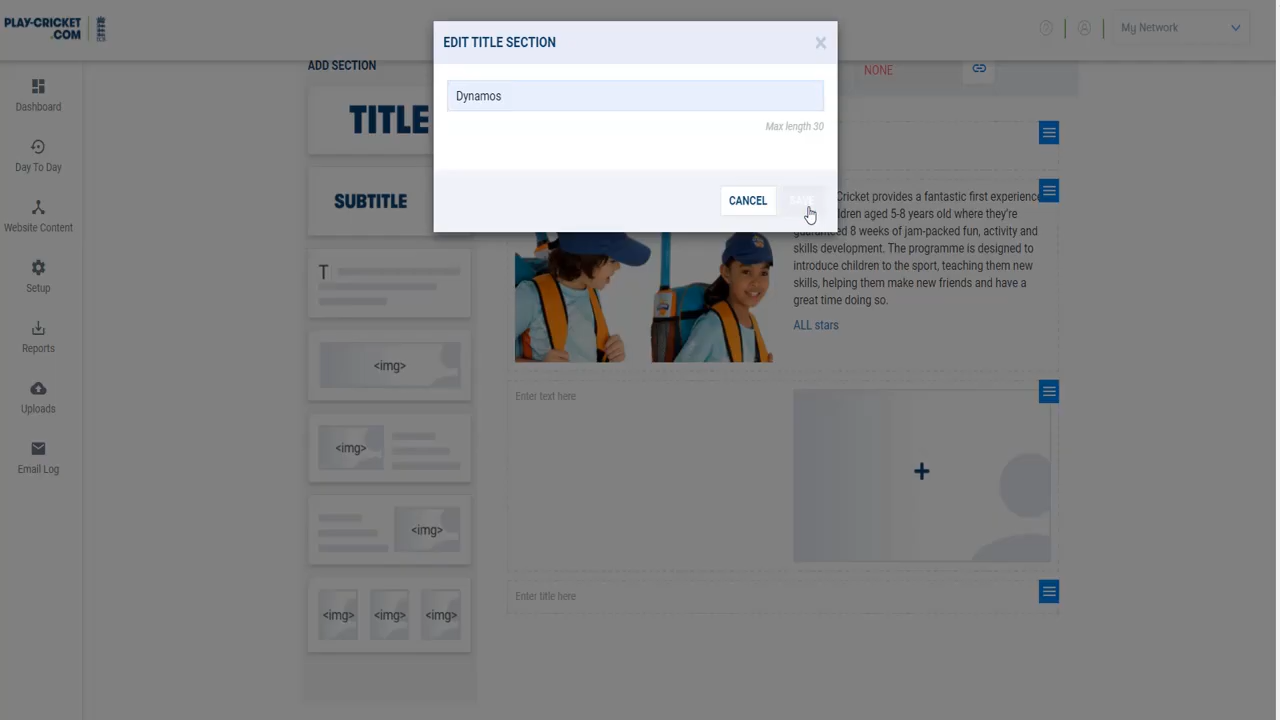 PLAY-CRICKET
.COM
My Network
Dashboard
Day To Day
Website Content
Setup
Reports
Uploads
Email Log
ADD SECTION
TITLE
SUBTITLE
T
<img>
<img>
<img>
<img> <img> <img>
EDIT TITLE SECTION
×
Dynamos
Max length 30
CANCEL
SAVE
NONE
Cricket provides a fantastic first experience
dren aged 5-8 years old where they're
guaranteed 8 weeks of jam-packed fun, activity and
skills development. The programme is designed to
introduce children to the sport, teaching them new
skills, helping them make new friends and have a
great time doing so.
ALL stars
Enter text here
+
Enter title here